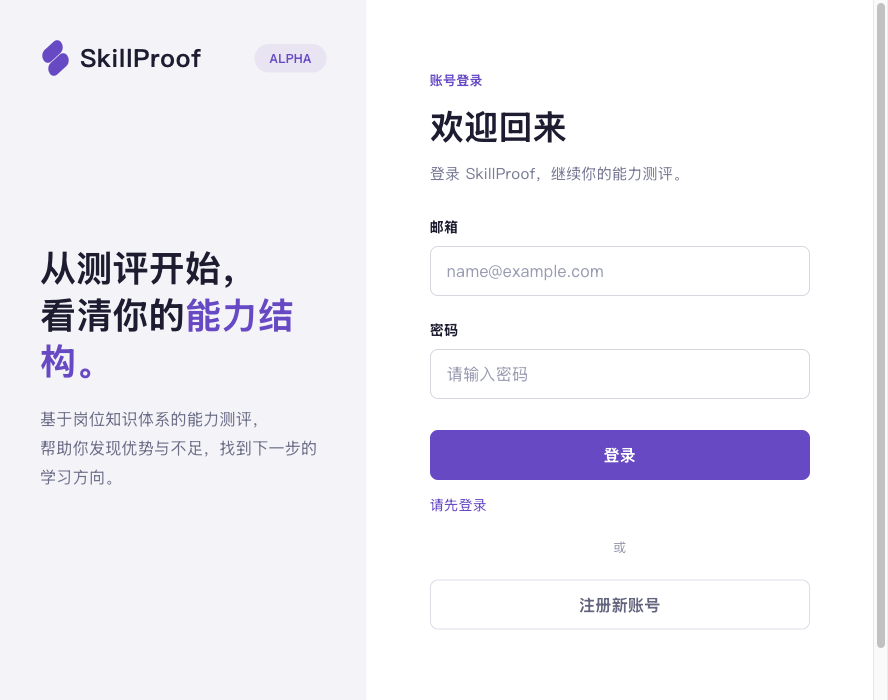 SkillProof
ALPHA
从测评开始，
看清你的能力结
构。
基于岗位知识体系的能力测评，
帮助你发现优势与不足，找到下一步的
学习方向。
账号登录
欢迎回来
登录 SkillProof，继续你的能力测评。
邮箱
name@example.com
密码
请输入密码
登录
请先登录
或
注册新账号